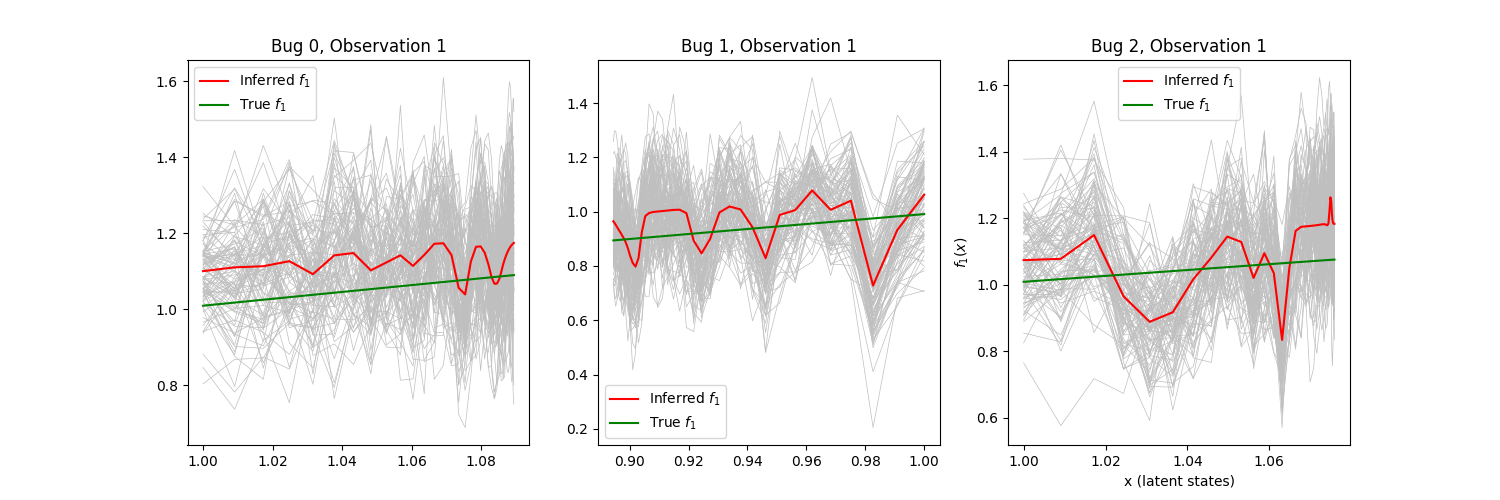 Bug 0, Observation 1
Inferred f₁
True f₁
1.6
1.4
1.2
1.0
0.8
1.00 1.02 1.04 1.06 1.08
Bug 1, Observation 1
1.4
1.2
1.0
0.8
0.6
0.4
0.2
Inferred f₁
True f₁
0.90 0.92 0.94 0.96 0.98 1.00
Bug 2, Observation 1
Inferred f₁
True f₁
f₁(x)
1.6
1.4
1.2
1.0
0.8
0.6
1.00 1.02 1.04 1.06
x (latent states)